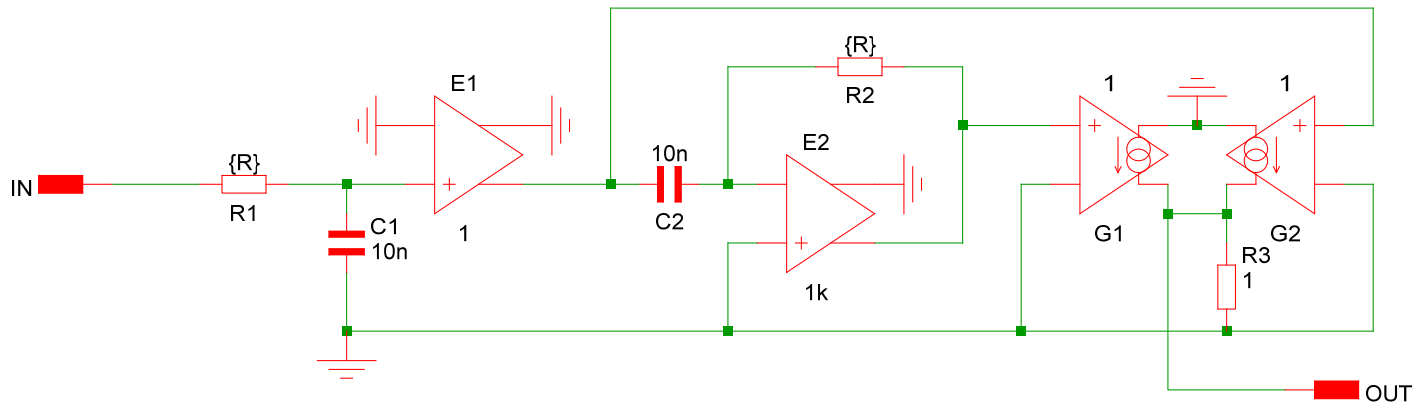 IN
{R}
R1
C1
10n
E1
+
1
10n
C2
{R}
R2
E2
+
1k
1
+
G1
1
+
G2
R3
1
OUT